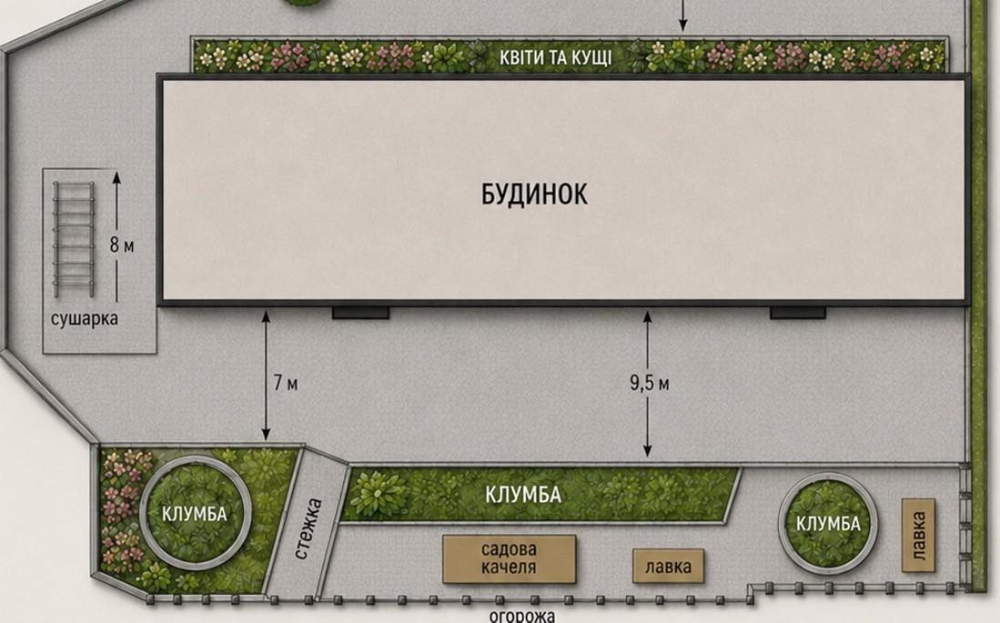 КВІТИ ТА КУЩІ
БУДИНОК
8 м
сушарка
7 м
9,5 м
КЛУМБА
стежка
КЛУМБА
садова
качеля
лавка
КЛУМБА
лавка
огорожа